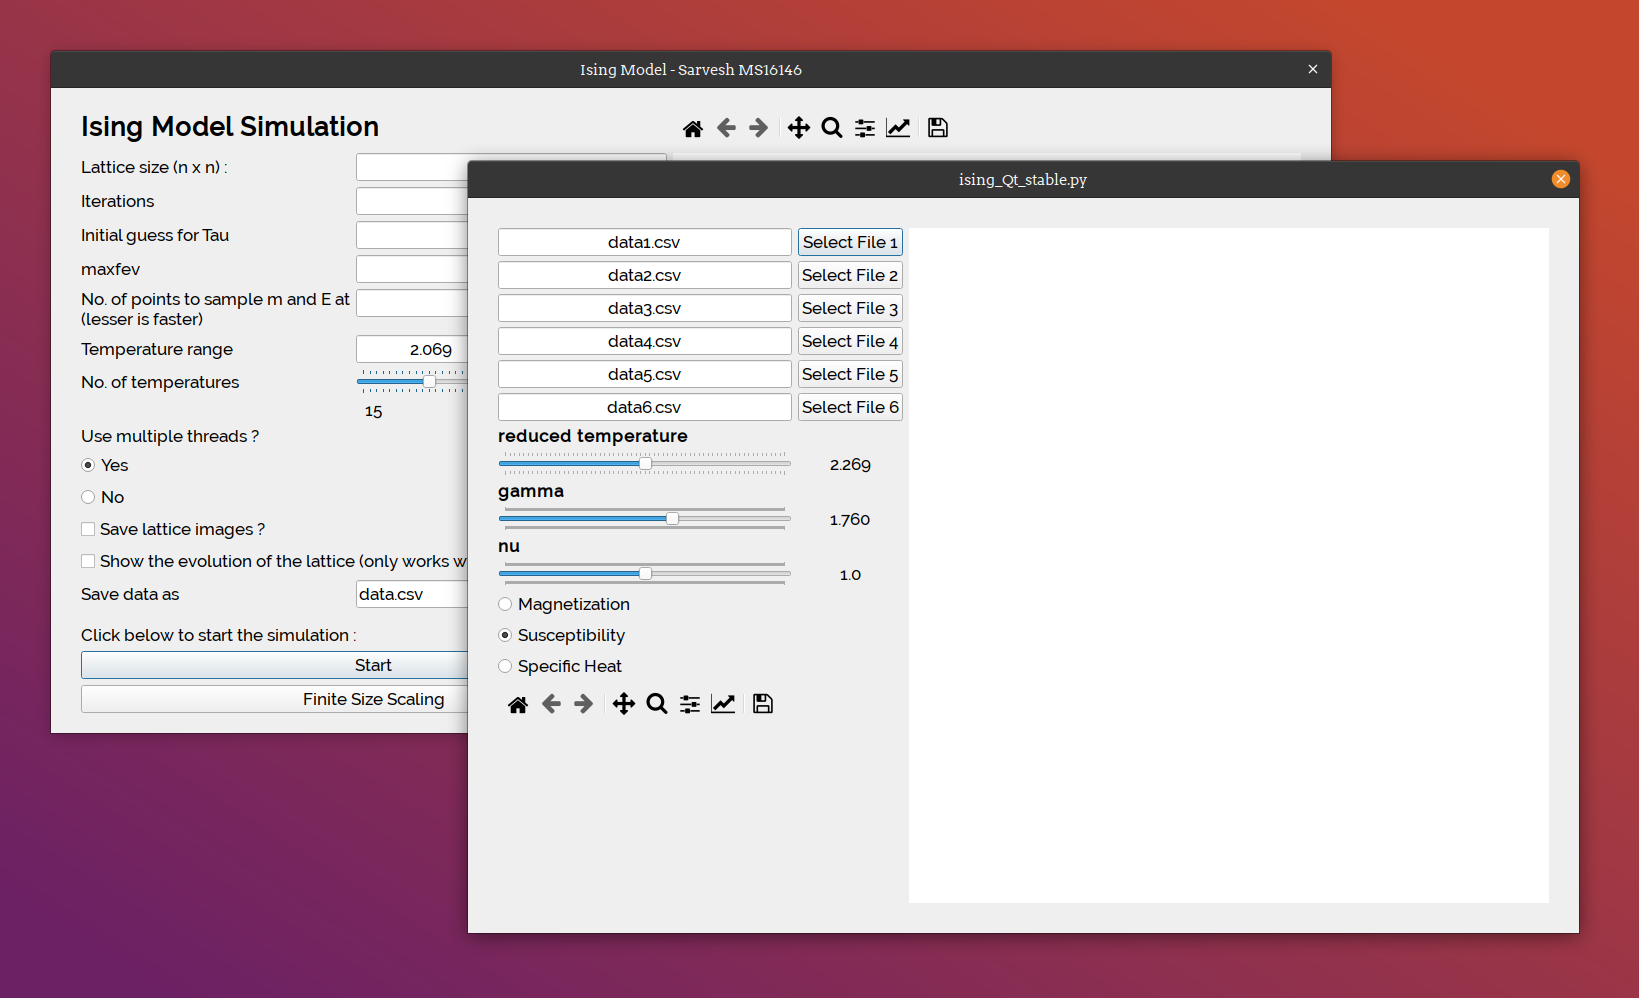 Ising Model - Sarvesh MS16146
Ising Model Simulation
Lattice size (n x n) :
Iterations
Initial guess for Tau
maxfev
No. of points to sample m and E at
(lesser is faster)
Temperature range 2.069
No. of temperatures
15
Use multiple threads ?
Yes
No
Save lattice images ?
Show the evolution of the lattice (only works w
Save data as data.csv
Click below to start the simulation :
Start
Finite Size Scaling
ising_Qt_stable.py
data1.csv Select File 1
data2.csv Select File 2
data3.csv Select File 3
data4.csv Select File 4
data5.csv Select File 5
data6.csv Select File 6
reduced temperature
2.269
gamma
1.760
nu
1.0
Magnetization
Susceptibility
Specific Heat